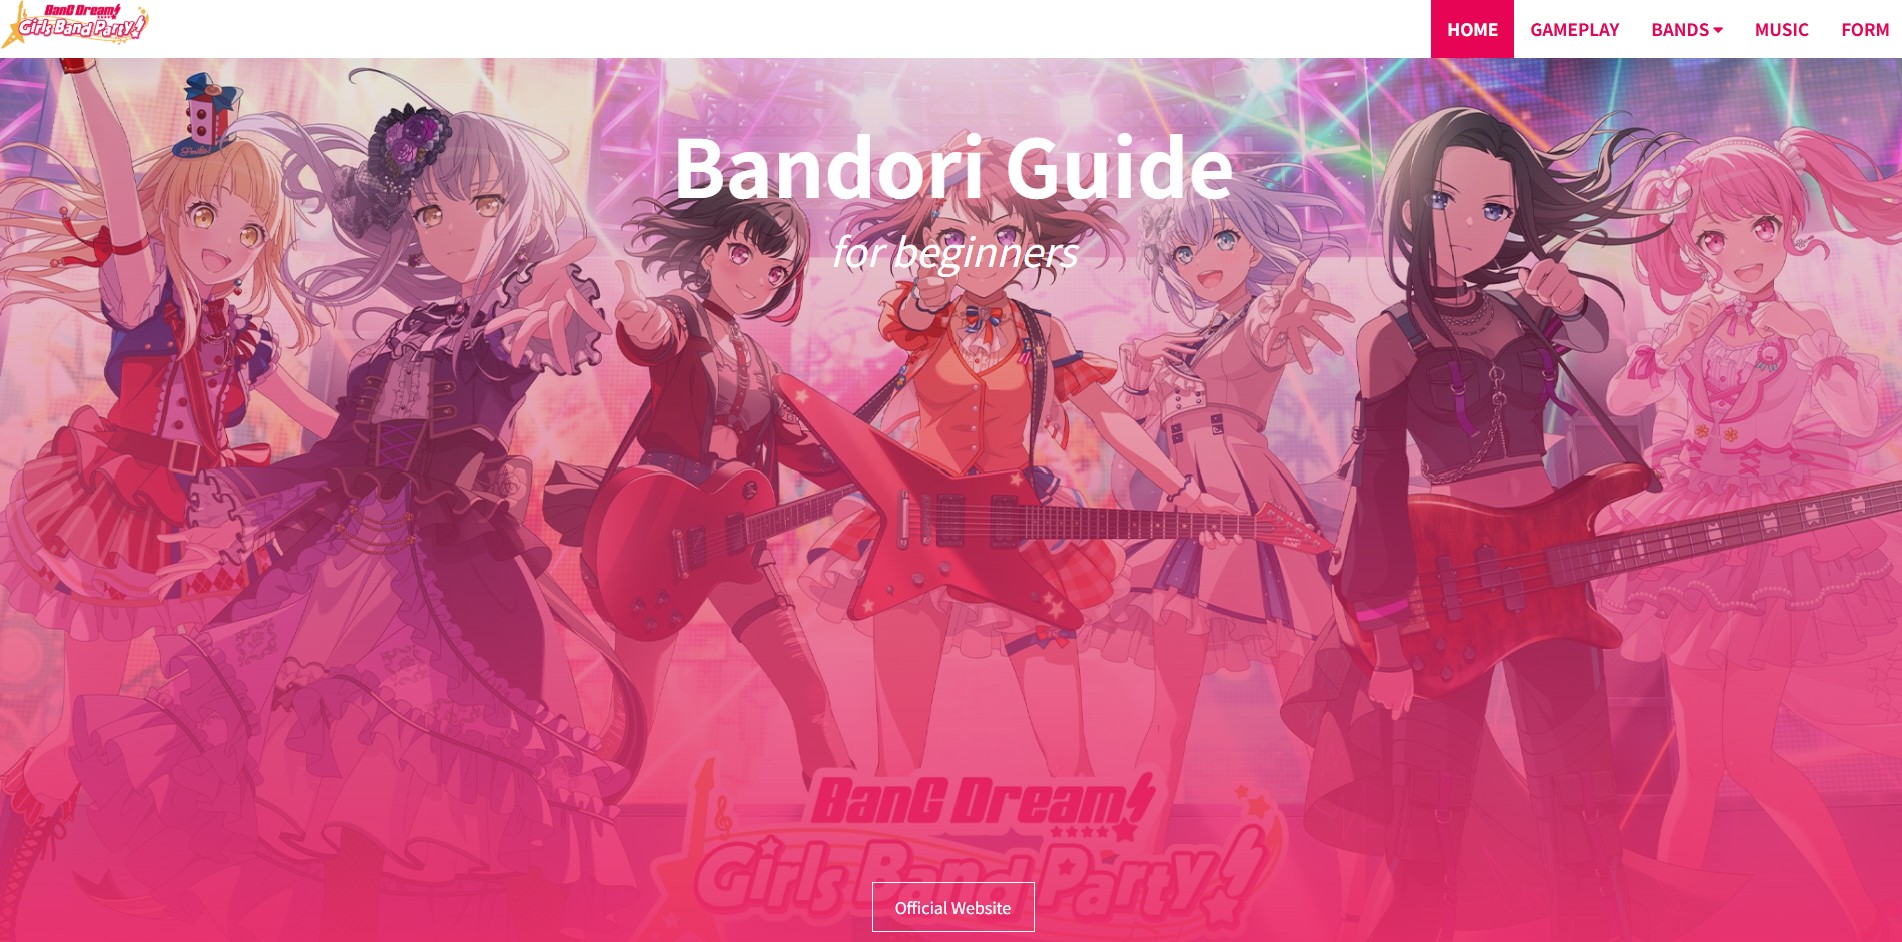 BanG Dream!
Girls Band Party!
HOME GAMEPLAY BANDS MUSIC FORM
Bandori Guide
for beginners
BanG Dream!
Girls Band Party!
Official Website